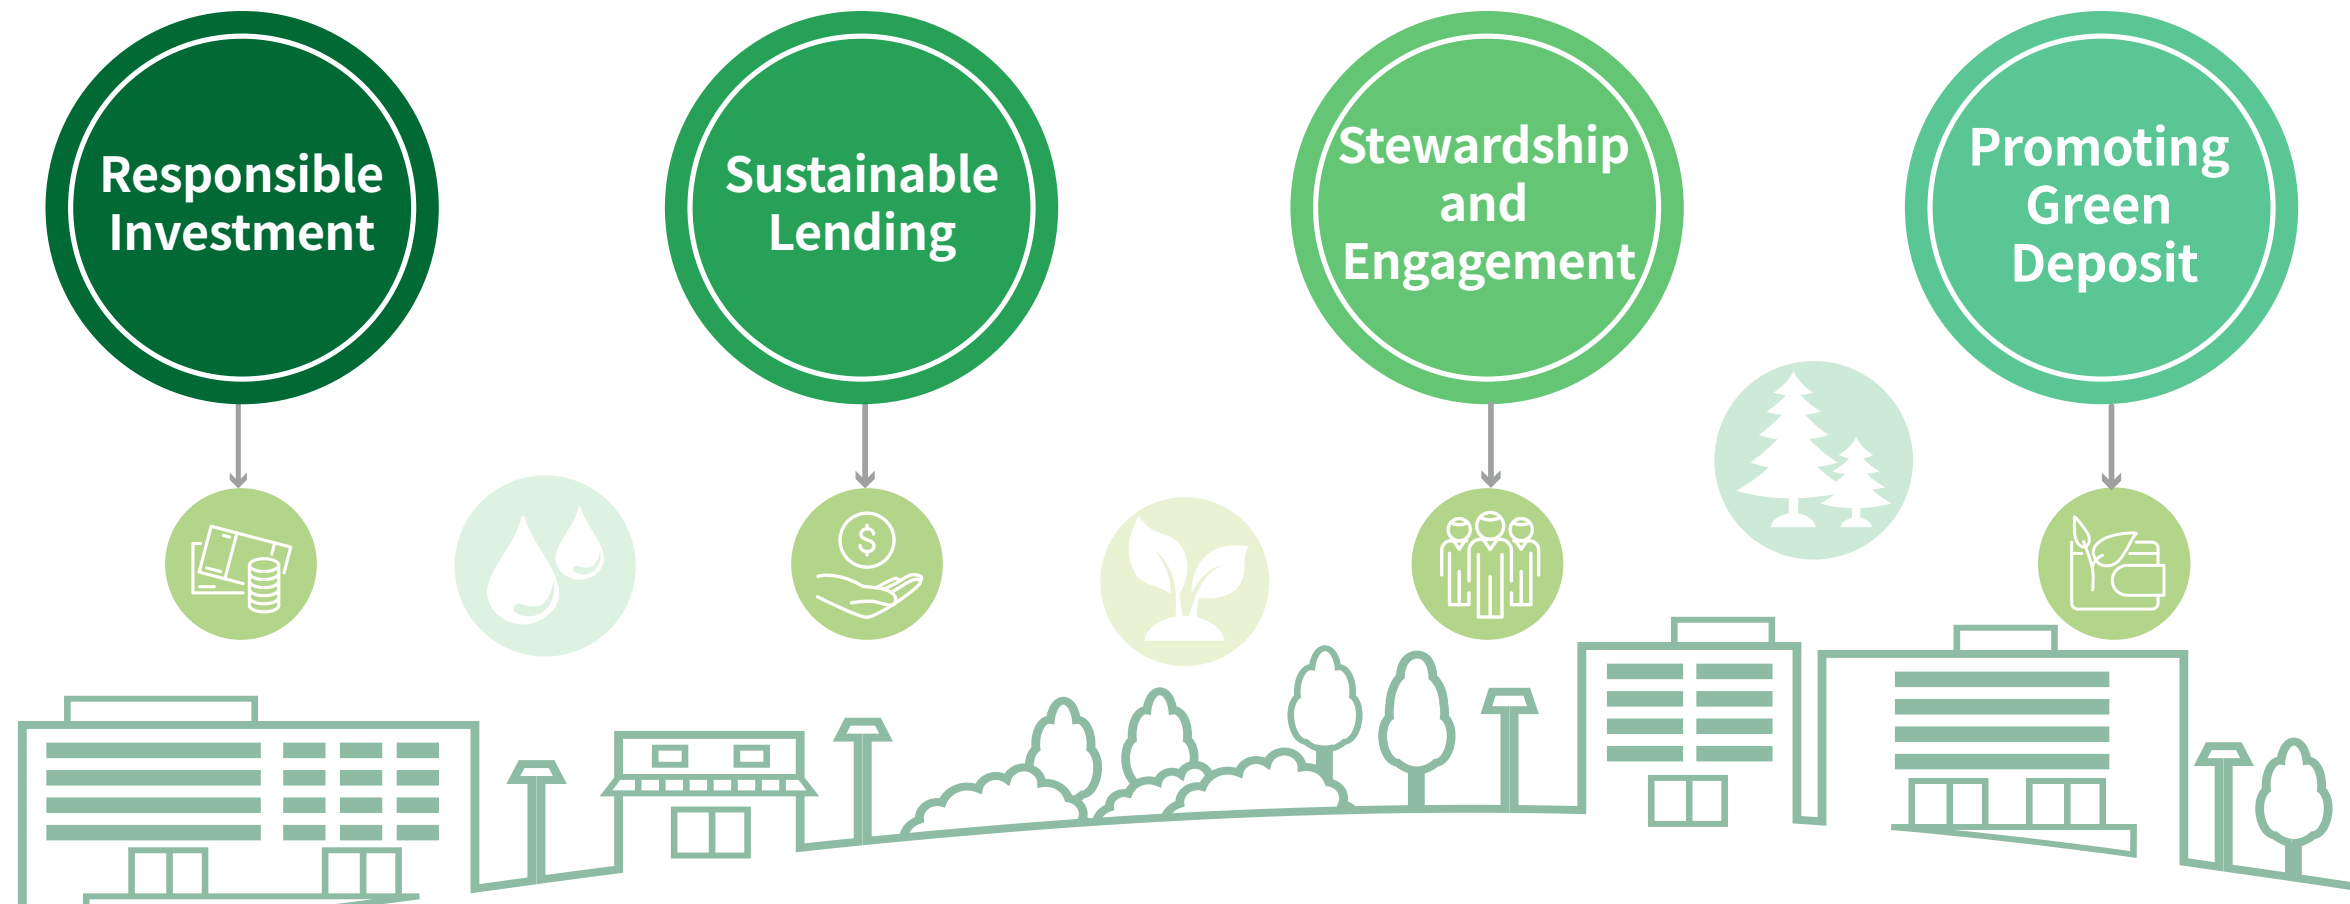 Responsible
Investment
Sustainable
Lending
Stewardship
and
Engagement
Promoting
Green
Deposit
$